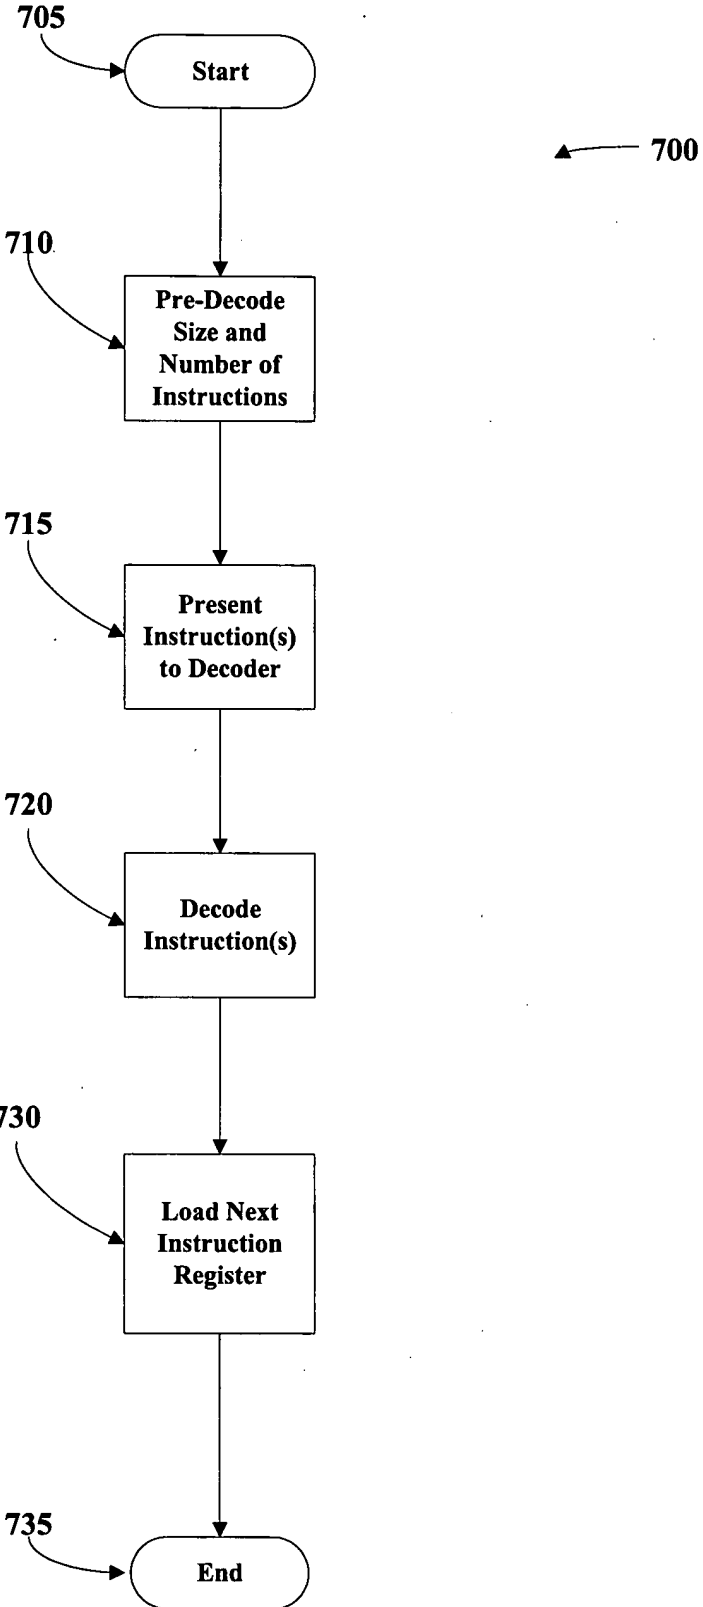 705
Start
700
710
Pre-Decode
Size and
Number of
Instructions
715
Present
Instruction(s)
to Decoder
720
Decode
Instruction(s)
730
Load Next
Instruction
Register
735
End